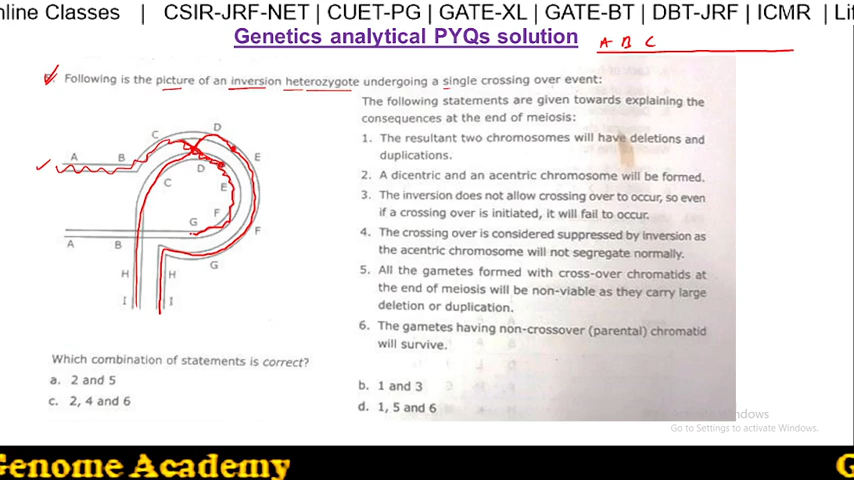 nline Classes | CSIR-JRF-NET | CUET-PG | GATE-XL | GATE-BT | DBT-JRF | ICMR | Li
Genetics analytical PYQs solution
A B C
Following is the picture of an inversion heterozygote undergoing a single crossing over event:
The following statements are given towards explaining the
consequences at the end of meiosis:
1. The resultant two chromosomes will have deletions and
duplications.
2. A dicentric and an acentric chromosome will be formed.
3. The inversion does not allow crossing over to occur, so even
if a crossing over is initiated, it will fail to occur.
4. The crossing over is considered suppressed by inversion as
the acentric chromosome will not segregate normally.
5. All the gametes formed with cross-over chromatids at
the end of meiosis will be non-viable as they carry large
deletion or duplication.
6. The gametes having non-crossover (parental) chromatid
will survive.
A B C D E
C D E
F
G F
A B G
H H
I I
Which combination of statements is correct?
a. 2 and 5 b. 1 and 3
c. 2, 4 and 6 d. 1, 5 and 6
Go to Settings to activate Windows.
Genome Academy G